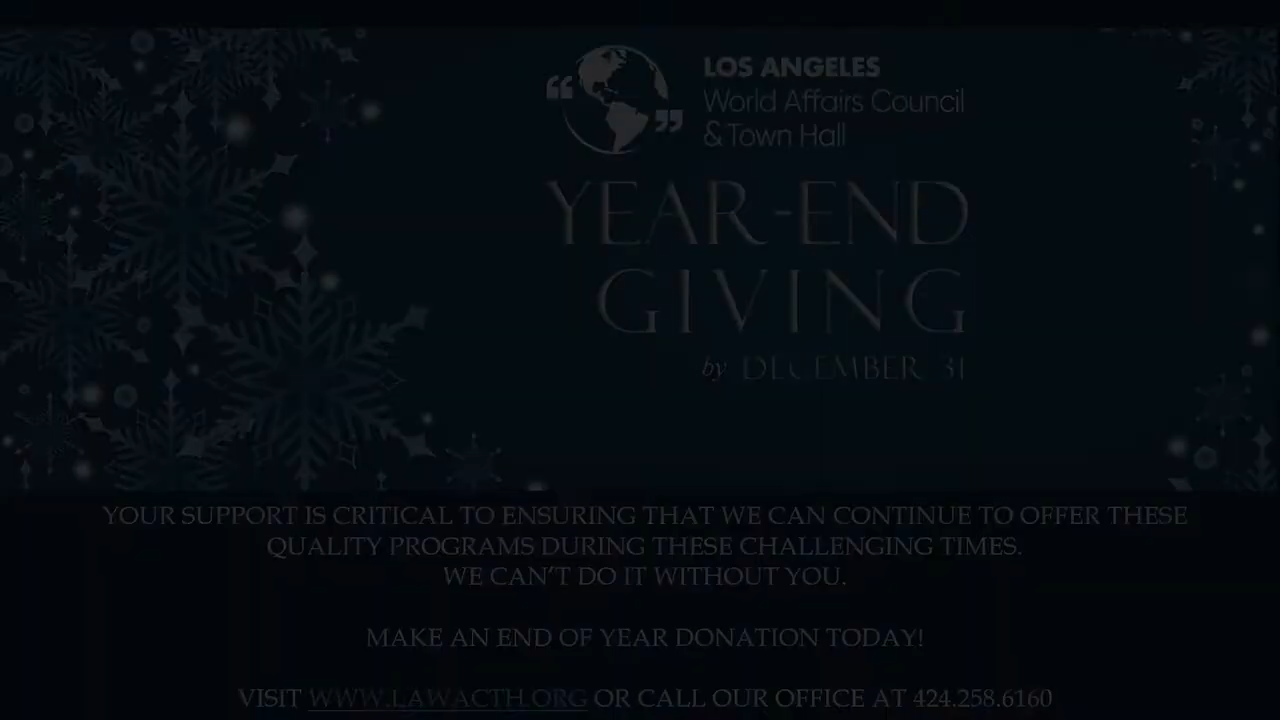 LOS ANGELES
World Affairs Council
& Town Hall
YEAR-END
GIVING
by DECEMBER 31
YOUR SUPPORT IS CRITICAL TO ENSURING THAT WE CAN CONTINUE TO OFFER THESE
QUALITY PROGRAMS DURING THESE CHALLENGING TIMES.
WE CAN'T DO IT WITHOUT YOU.
MAKE AN END OF YEAR DONATION TODAY!
VISIT WWW.LAWACTH.ORG OR CALL OUR OFFICE AT 424.258.6160